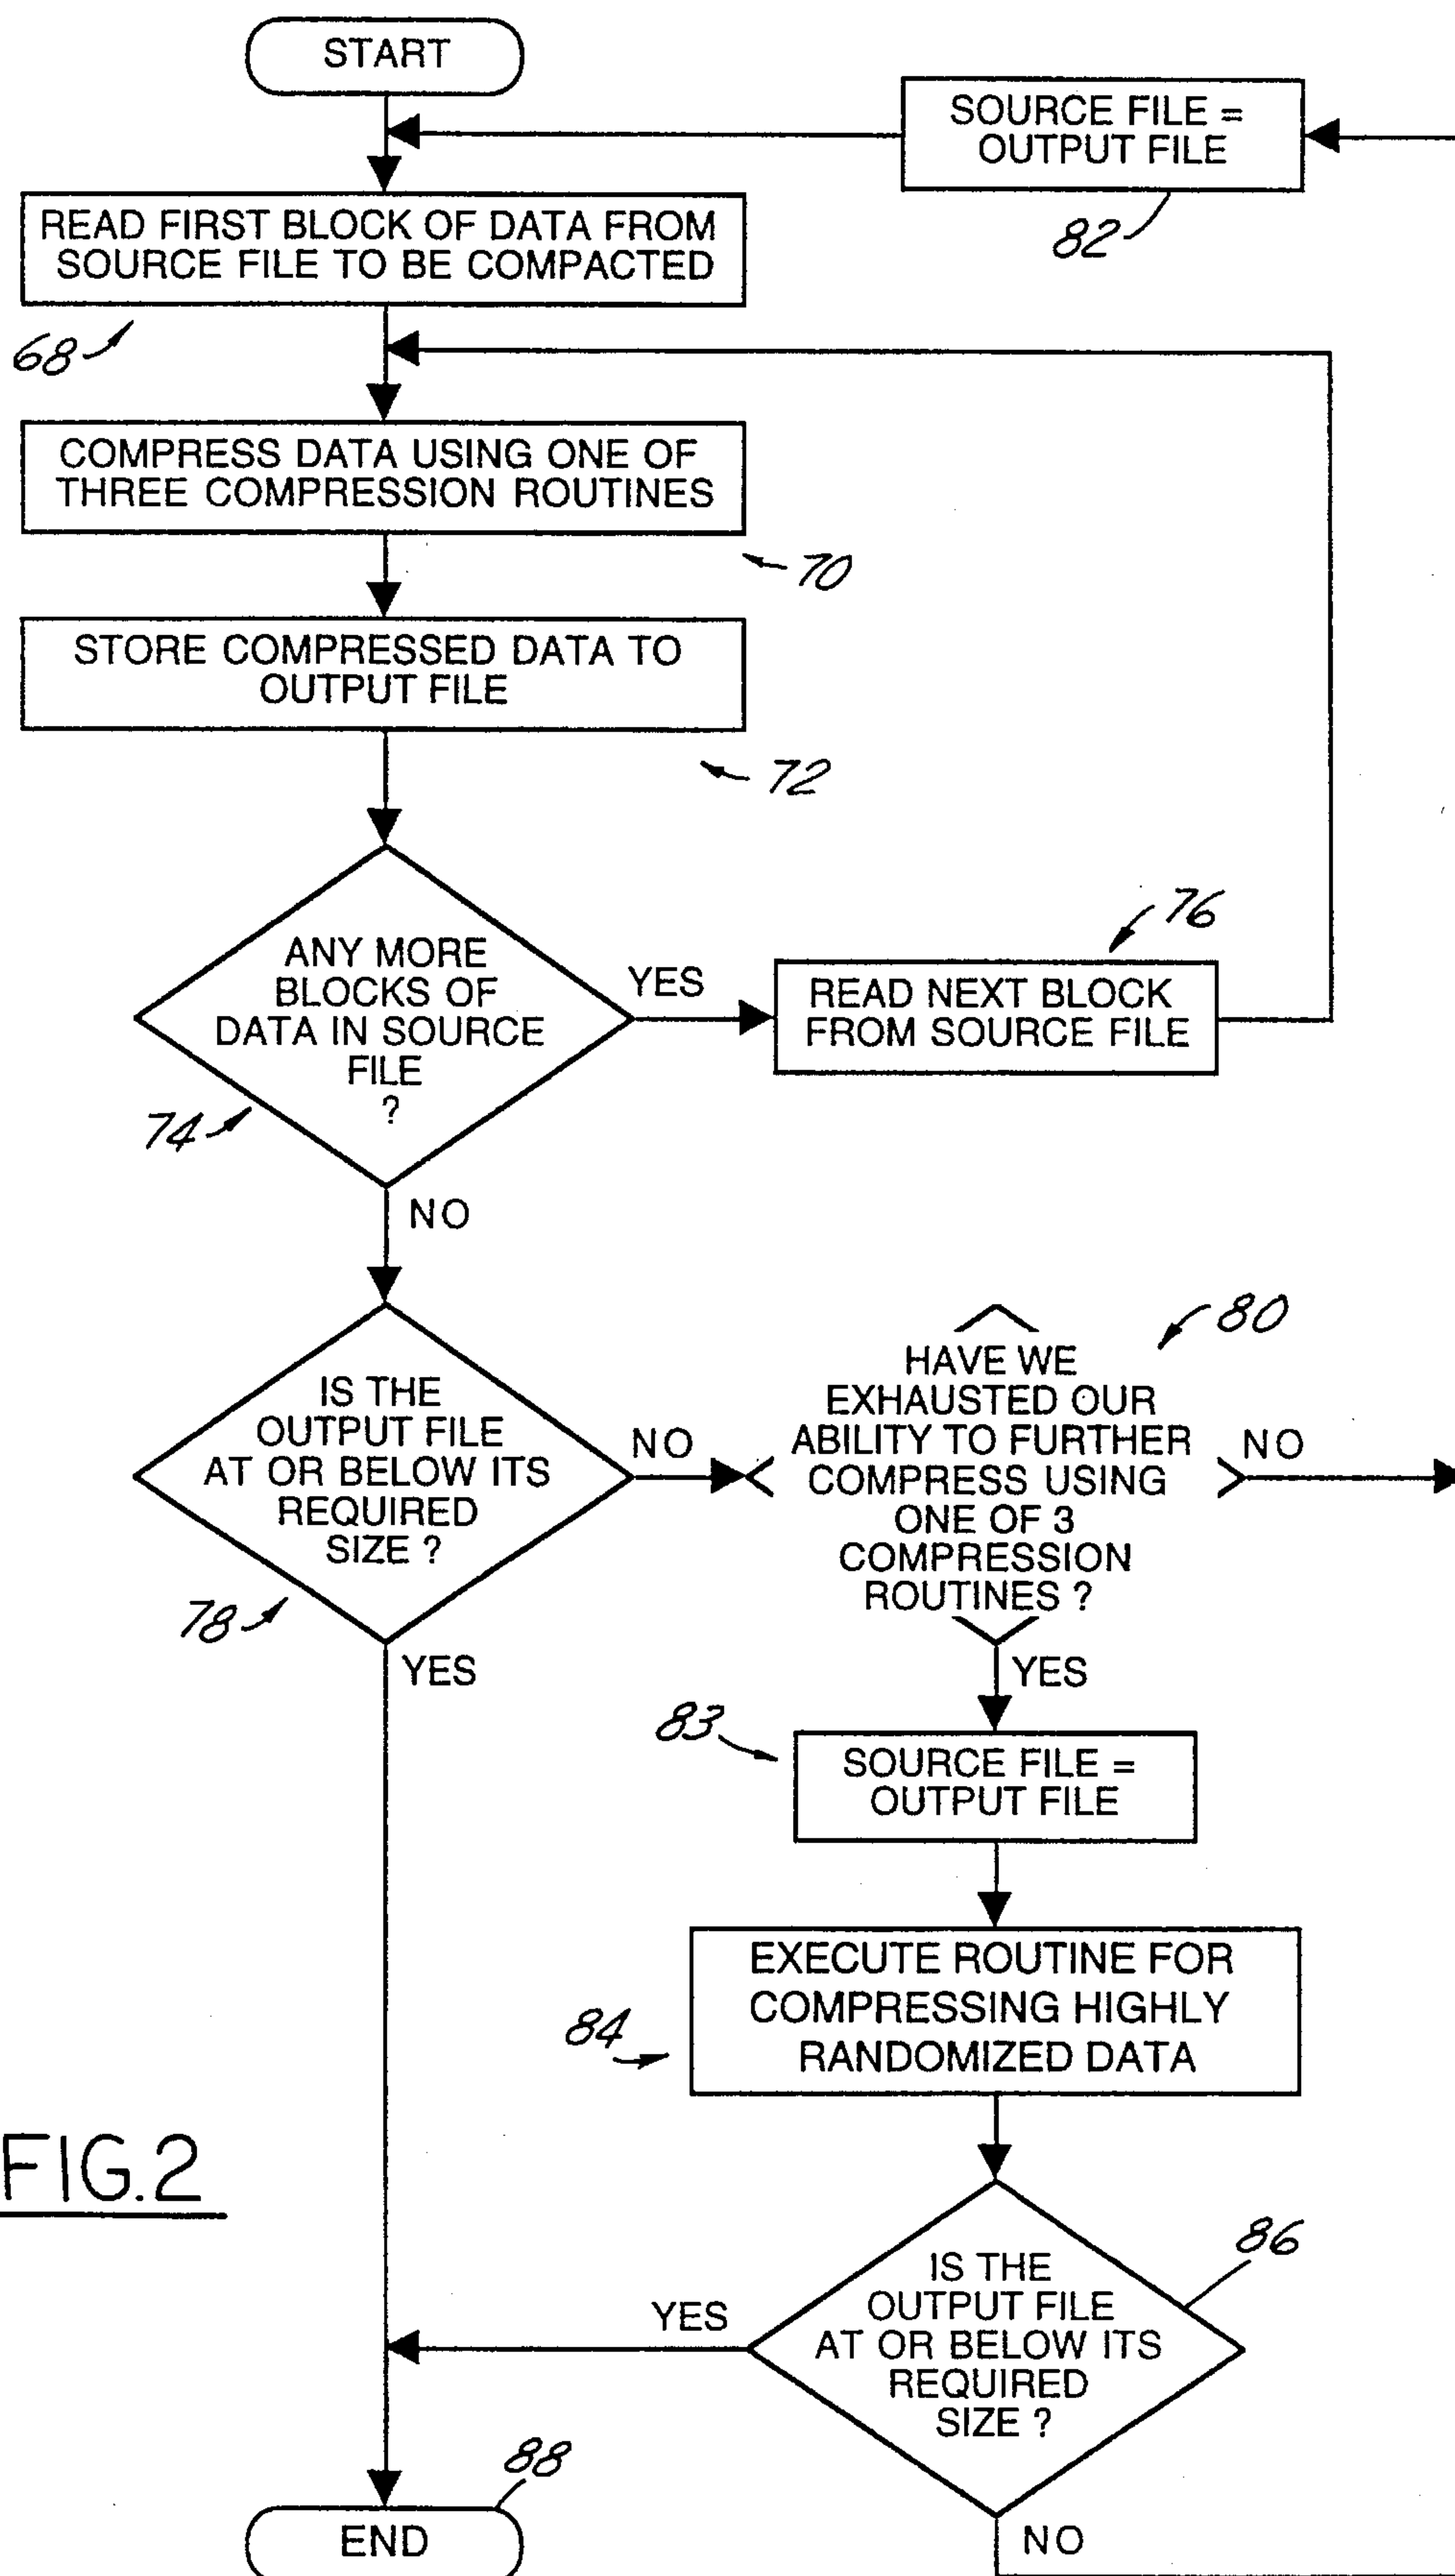 START
SOURCE FILE =
OUTPUT FILE
82
READ FIRST BLOCK OF DATA FROM
SOURCE FILE TO BE COMPACTED
68
COMPRESS DATA USING ONE OF
THREE COMPRESSION ROUTINES
70
STORE COMPRESSED DATA TO
OUTPUT FILE
72
ANY MORE
BLOCKS OF
DATA IN SOURCE
FILE
?
74
YES
76
READ NEXT BLOCK
FROM SOURCE FILE
NO
IS THE
OUTPUT FILE
AT OR BELOW ITS
REQUIRED
SIZE ?
78
NO
80
HAVE WE
EXHAUSTED OUR
ABILITY TO FURTHER
COMPRESS USING
ONE OF 3
COMPRESSION
ROUTINES ?
NO
YES
YES
83
SOURCE FILE =
OUTPUT FILE
84
EXECUTE ROUTINE FOR
COMPRESSING HIGHLY
RANDOMIZED DATA
FIG.2
86
IS THE
OUTPUT FILE
AT OR BELOW ITS
REQUIRED
SIZE ?
YES
88
END
NO